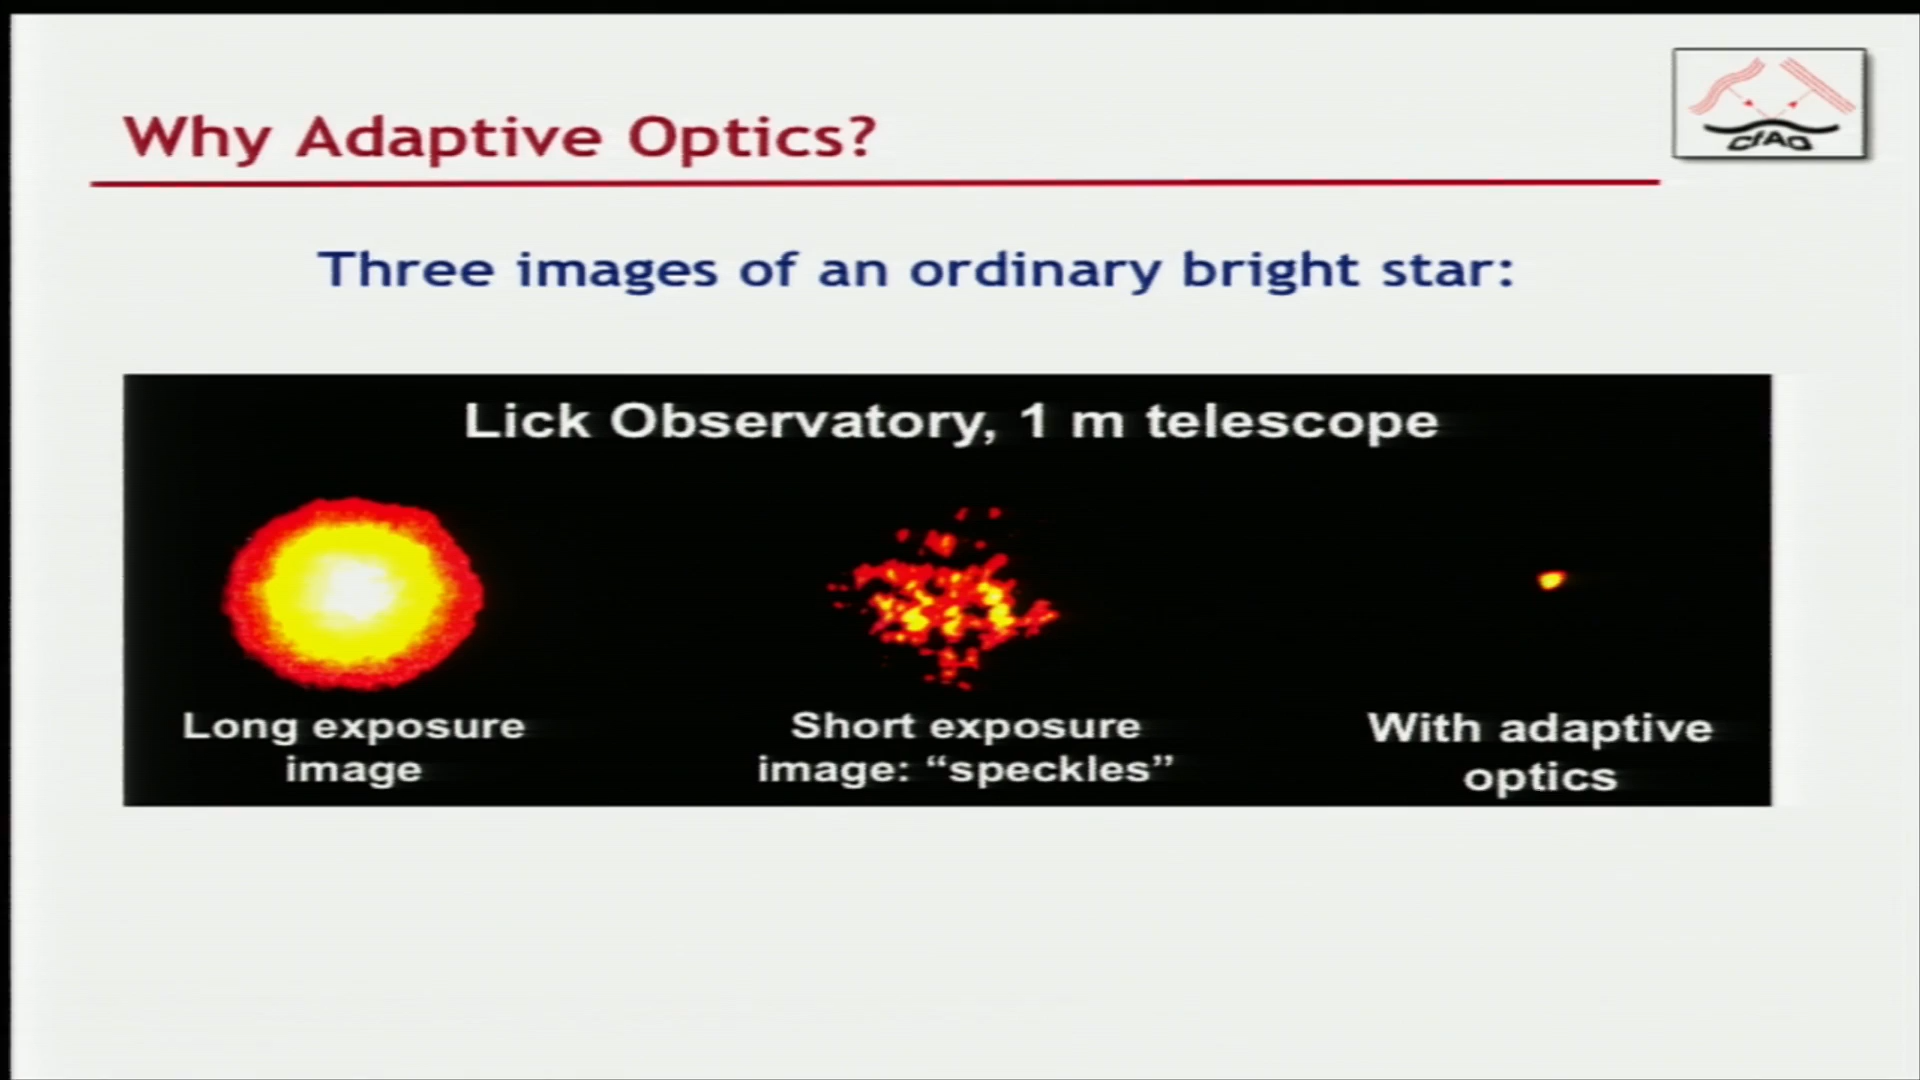 Why Adaptive Optics?
CfAO
Three images of an ordinary bright star:
Lick Observatory, 1 m telescope
Long exposure
image
Short exposure
image: “speckles”
With adaptive
optics